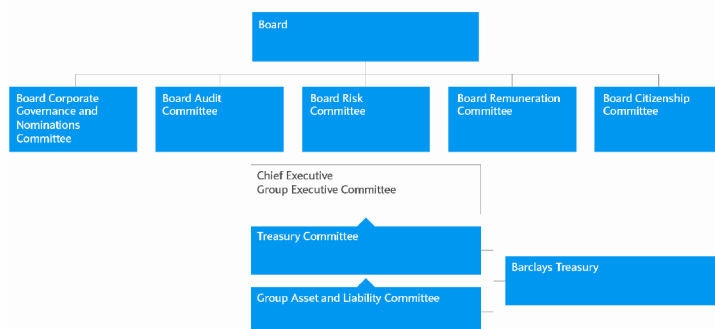 Board
Board Corporate
Governance and
Nominations
Committee
Board Audit
Committee
Board Risk
Committee
Board Remuneration
Committee
Board Citizenship
Committee
Chief Executive
Group Executive Committee
Treasury Committee
Barclays Treasury
Group Asset and Liability Committee